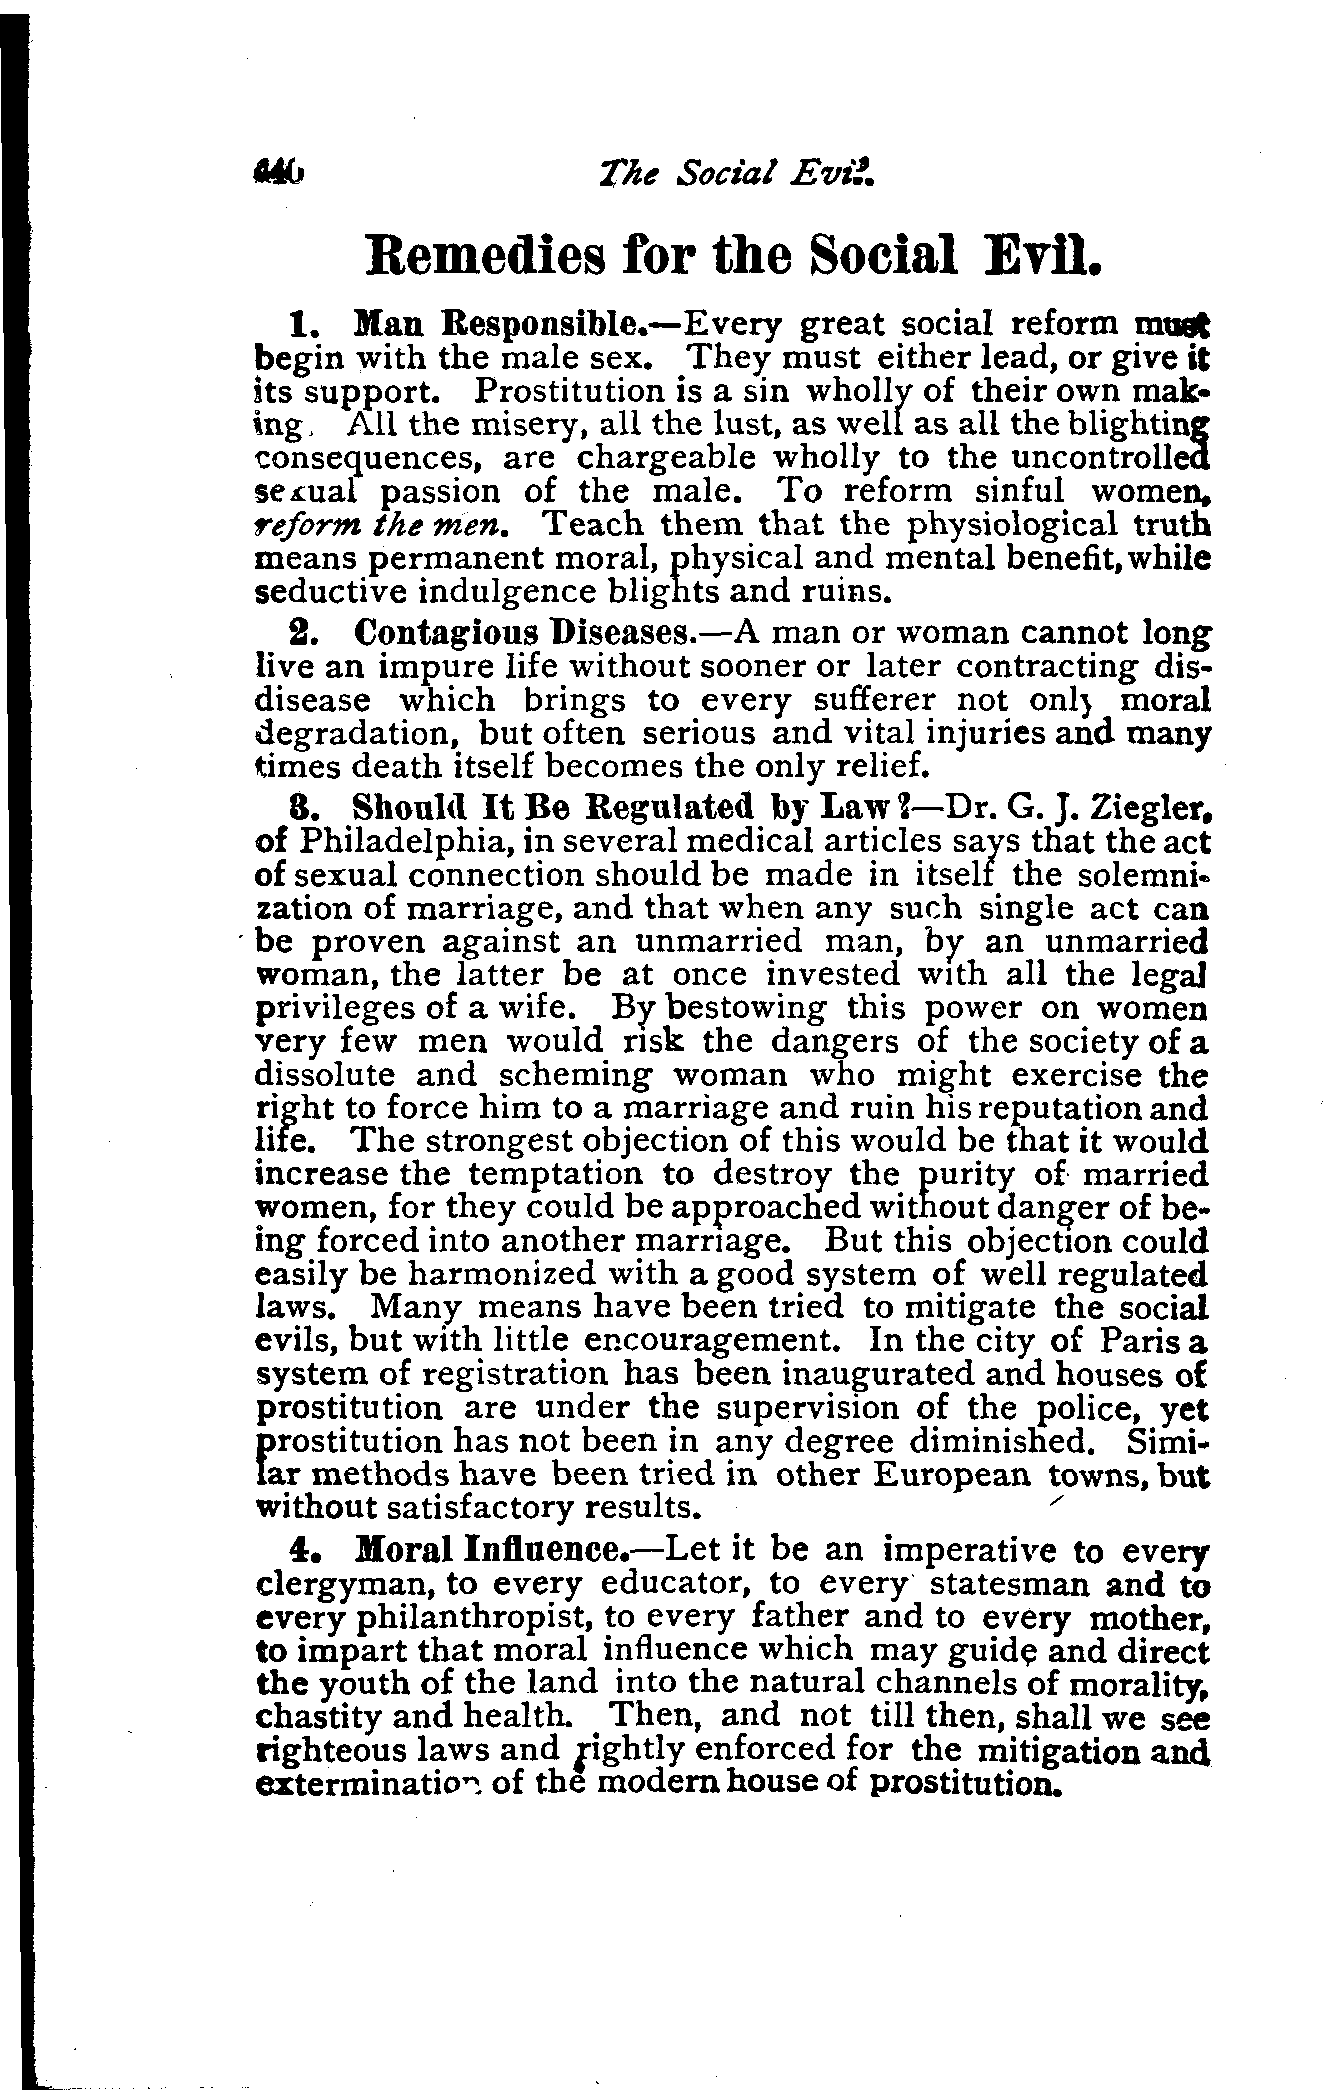 440 The Social Evil.
Remedies for the Social Evil.
1. Man Responsible.—Every great social reform must
begin with the male sex. They must either lead, or give it
its support. Prostitution is a sin wholly of their own mak-
ing. All the misery, all the lust, as well as all the blighting
consequences, are chargeable wholly to the uncontrolled
sexual passion of the male. To reform sinful women,
reform the men. Teach them that the physiological truth
means permanent moral, physical and mental benefit, while
seductive indulgence blights and ruins.
2. Contagious Diseases.—A man or woman cannot long
live an impure life without sooner or later contracting dis-
disease which brings to every sufferer not only moral
degradation, but often serious and vital injuries and many
times death itself becomes the only relief.
3. Should It Be Regulated by Law?—Dr. G. J. Ziegler,
of Philadelphia, in several medical articles says that the act
of sexual connection should be made in itself the solemni-
zation of marriage, and that when any such single act can
be proven against an unmarried man, by an unmarried
woman, the latter be at once invested with all the legal
privileges of a wife. By bestowing this power on women
very few men would risk the dangers of the society of a
dissolute and scheming woman who might exercise the
right to force him to a marriage and ruin his reputation and
life. The strongest objection of this would be that it would
increase the temptation to destroy the purity of married
women, for they could be approached without danger of be-
ing forced into another marriage. But this objection could
easily be harmonized with a good system of well regulated
laws. Many means have been tried to mitigate the social
evils, but with little encouragement. In the city of Paris a
system of registration has been inaugurated and houses of
prostitution are under the supervision of the police, yet
prostitution has not been in any degree diminished. Simi-
lar methods have been tried in other European towns, but
without satisfactory results.
4. Moral Influence.—Let it be an imperative to every
clergyman, to every educator, to every statesman and to
every philanthropist, to every father and to every mother,
to impart that moral influence which may guide and direct
the youth of the land into the natural channels of morality,
chastity and health. Then, and not till then, shall we see
righteous laws and rightly enforced for the mitigation and
extermination of the modern house of prostitution.